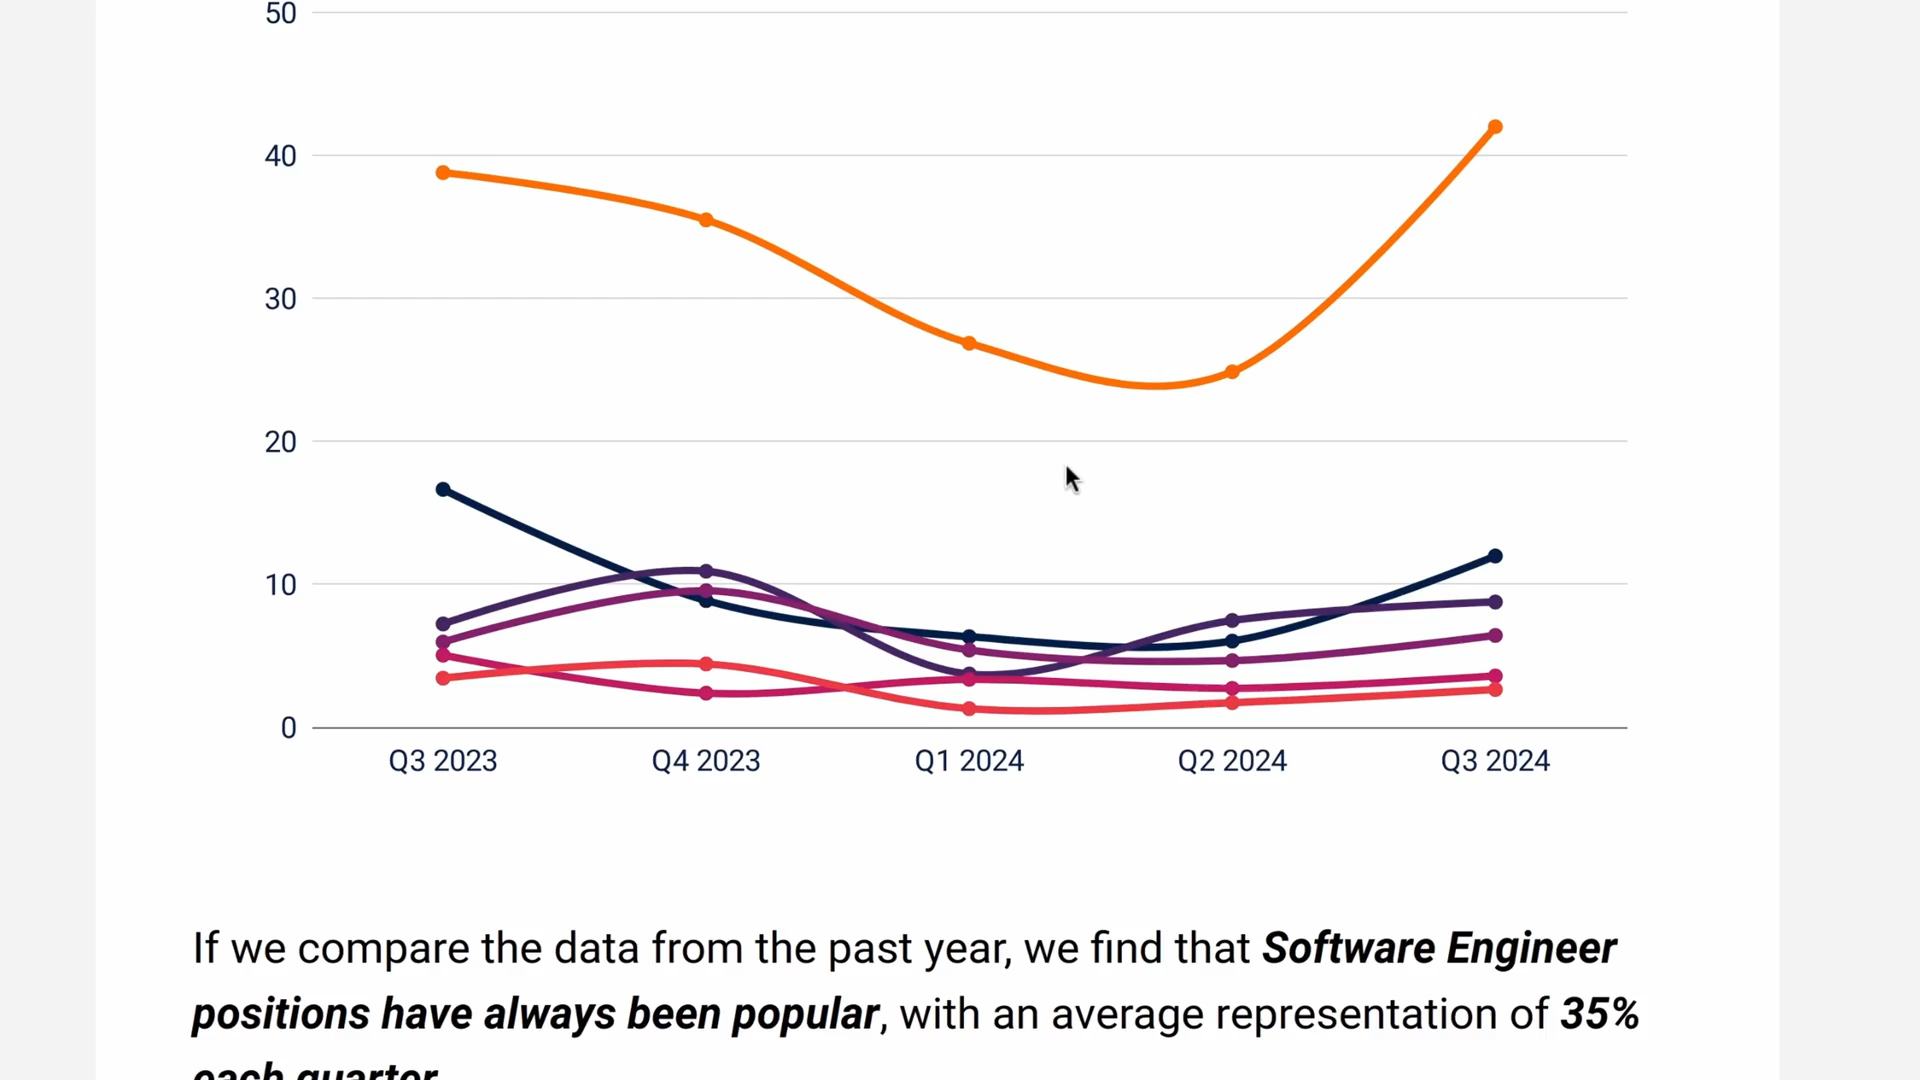 50
40
30
20
10
0
Q3 2023 Q4 2023 Q1 2024 Q2 2024 Q3 2024
If we compare the data from the past year, we find that Software Engineer
positions have always been popular, with an average representation of 35%
each quarter